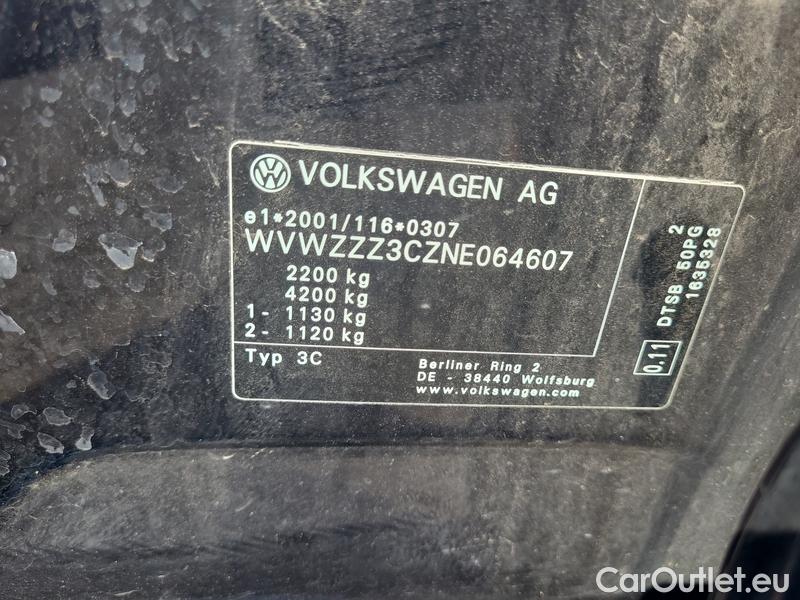 VOLKSWAGEN AG
e1*2001/116*0307
WVWZZZ3CZNE064607
2200 kg
4200 kg
1- 1130 kg
2- 1120 kg
Typ 3C
Berliner Ring 2
DE - 38440 Wolfsburg
www.volkswagen.com
0.11
DTSB 50PG 2
1635328
CarOutlet.eu